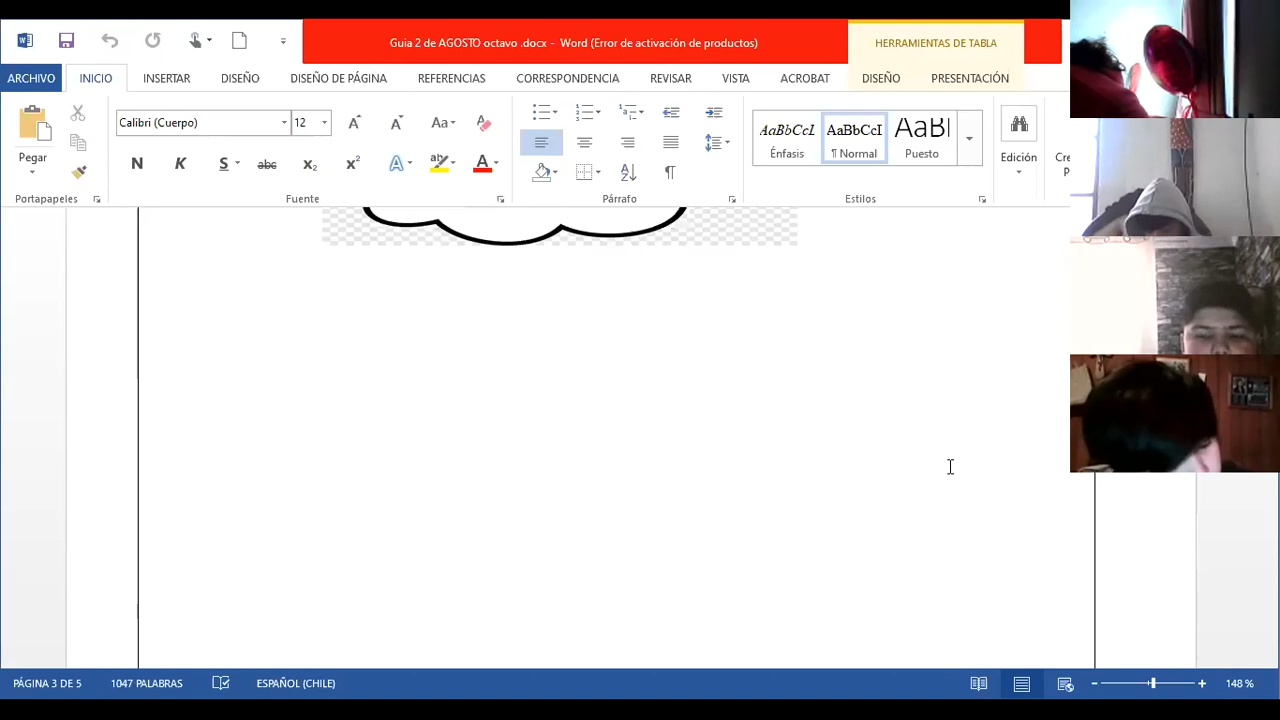 Guia 2 de AGOSTO octavo .docx - Word (Error de activación de productos)
HERRAMIENTAS DE TABLA
ARCHIVO INICIO INSERTAR DISEÑO DISEÑO DE PÁGINA REFERENCIAS CORRESPONDENCIA REVISAR VISTA ACROBAT DISEÑO PRESENTACIÓN
Calibri (Cuerpo) 12 Aa
AaBbCcI AaBbCcI AaBl
Pegar
N K S abc x₂ x² A ab A
Énfasis ¶ Normal Puesto
Edición
Portapapeles Fuente Párrafo Estilos
PÁGINA 3 DE 5 1047 PALABRAS ESPAÑOL (CHILE) 148 %